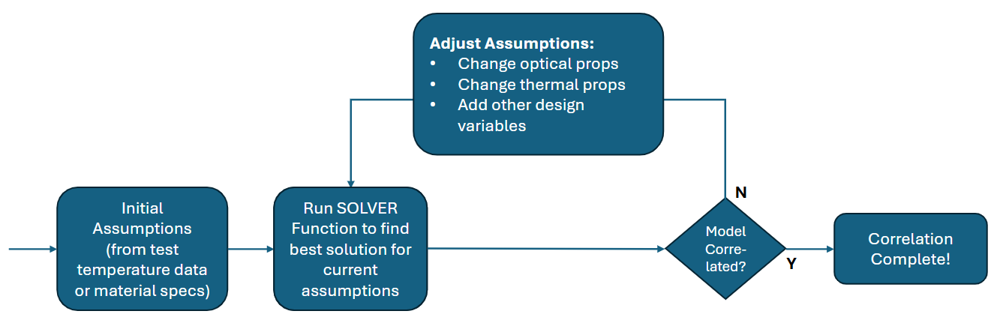 Adjust Assumptions:
• Change optical props
• Change thermal props
• Add other design
variables
Initial
Assumptions
(from test
temperature data
or material specs)
Run SOLVER
Function to find
best solution for
current
assumptions
N
Model
Corre-
lated?
Y
Correlation
Complete!